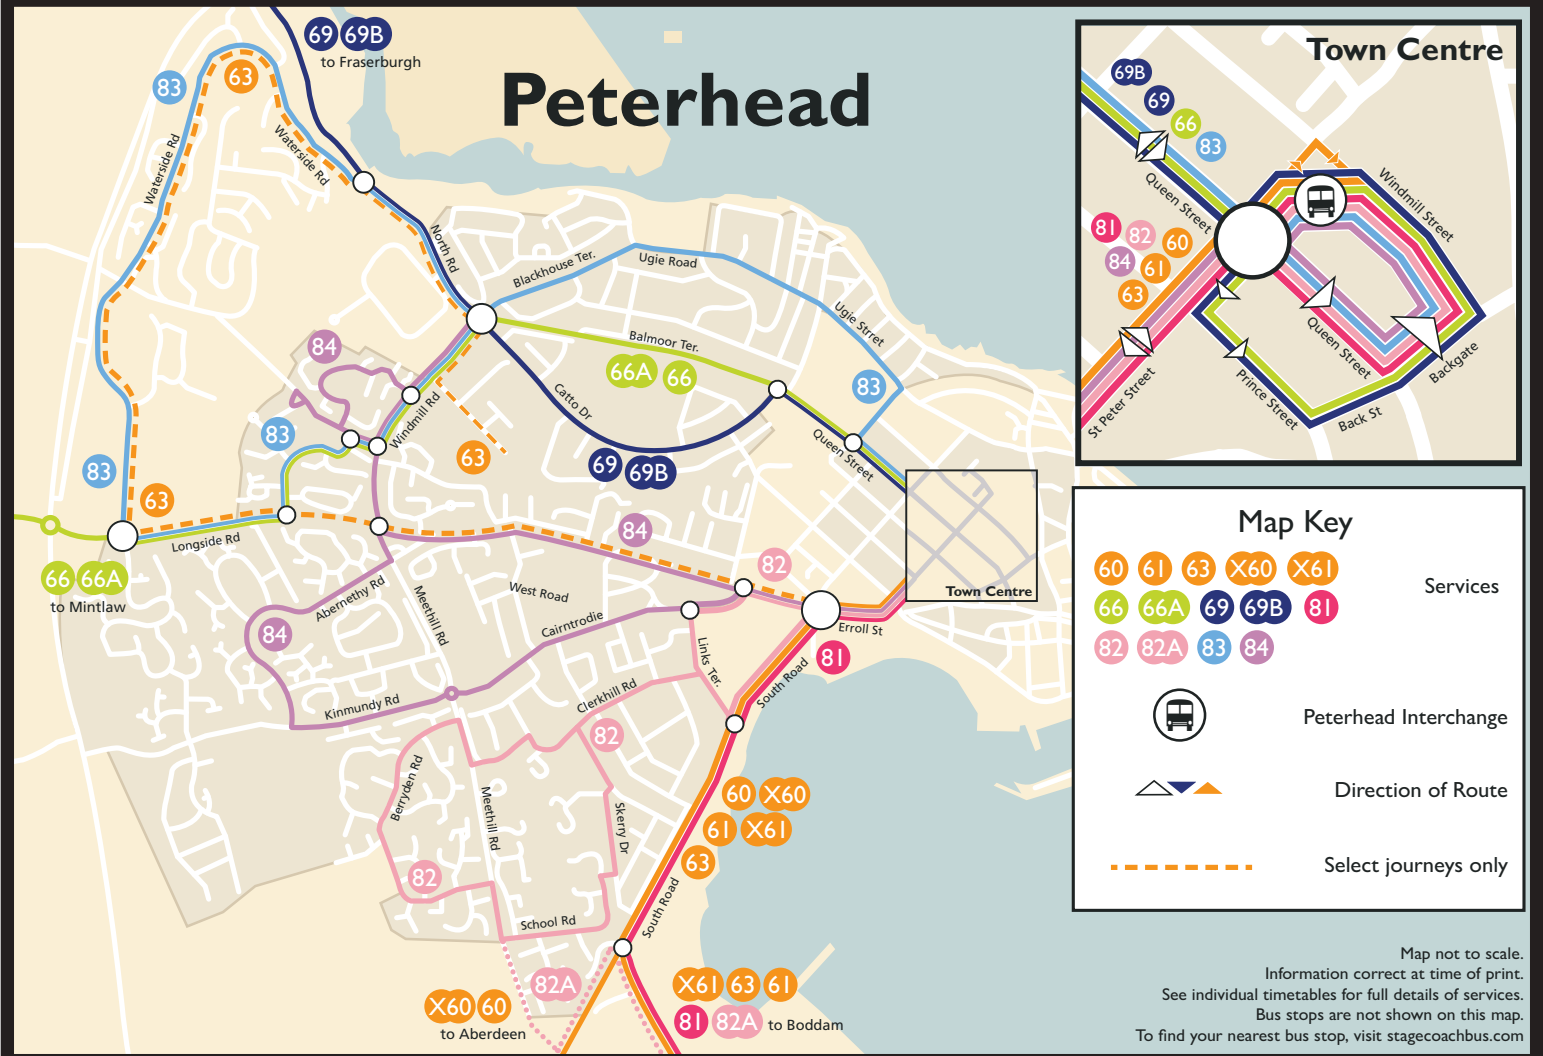 Peterhead
69 69B
to Fraserburgh
83
63
Waterside Rd
Waterside Rd
North Rd
Blackhouse Ter.
Ugie Road
Ugie Strret
Balmoor Ter.
66A 66
83
84
Catto Dr
Windmill Rd
83
63
69 69B
Queen Street
83
63
Longside Rd
66 66A
to Mintlaw
84
82
Town Centre
Erroll St
81
West Road
Cairntrodie
Abernethy Rd
Meethill Rd
84
Links Ter.
South Road
Kinmundy Rd
Clerkhill Rd
82
Berryden Rd
Meethill Rd
Skerry Dr
60 X60
61 X61
63
82
School Rd
South Road
82A
X60 60
to Aberdeen
X61 63 61
81 82A to Boddam
Town Centre
69B
69
66
83
Queen Street
Windmill Street
81 82 60
84 61
63
Queen Street
Backgate
St Peter Street
Prince Street
Back St
Map Key
60 61 63 X60 X61
Services
66 66A 69 69B 81
82 82A 83 84
Peterhead Interchange
Direction of Route
Select journeys only
Map not to scale.
Information correct at time of print.
See individual timetables for full details of services.
Bus stops are not shown on this map.
To find your nearest bus stop, visit stagecoachbus.com